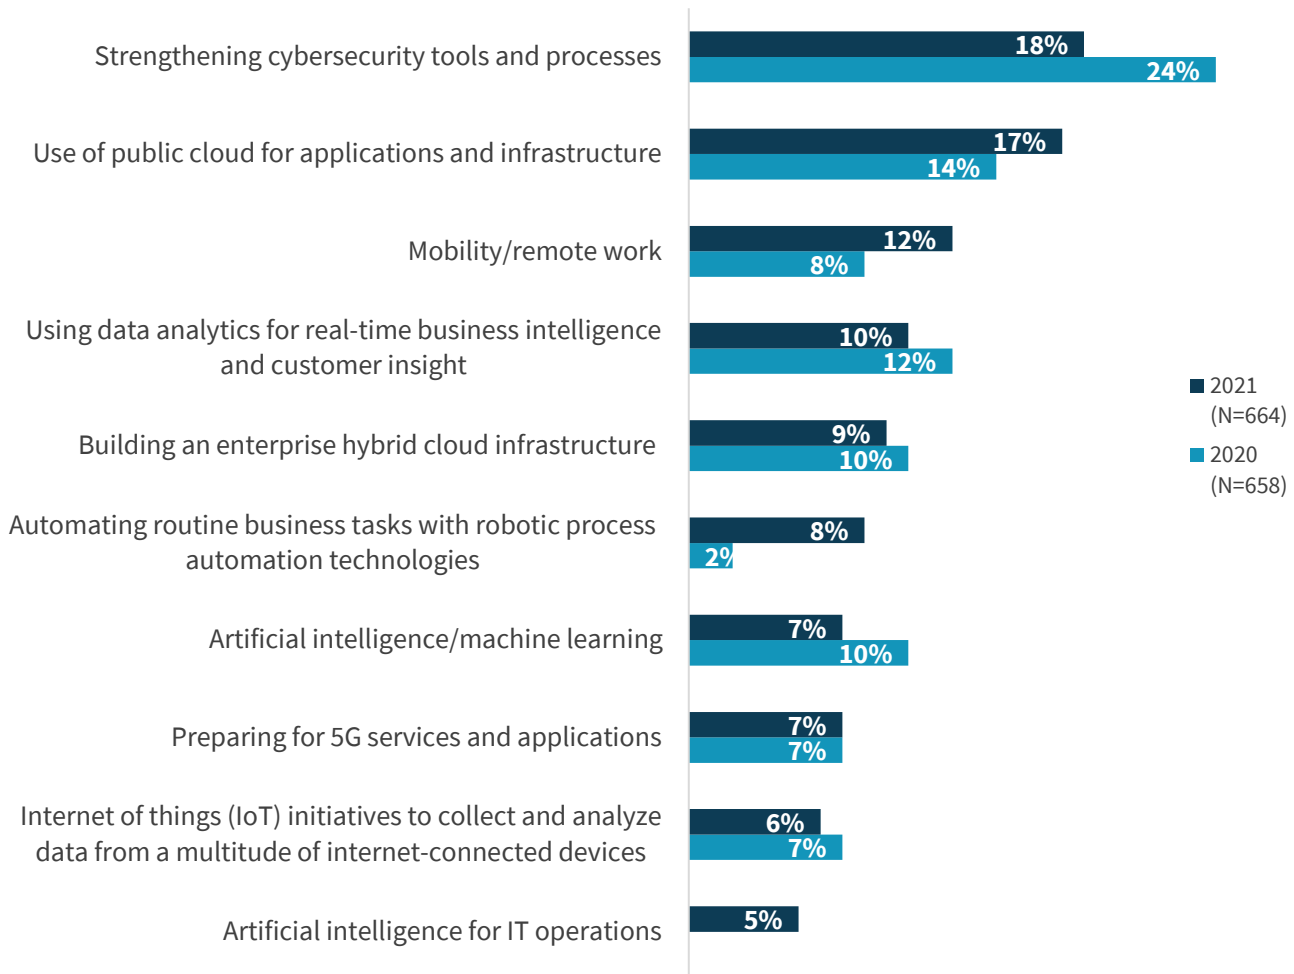 Strengthening cybersecurity tools and processes
18%
24%
Use of public cloud for applications and infrastructure
17%
14%
Mobility/remote work
12%
8%
Using data analytics for real-time business intelligence
and customer insight
10%
12%
Building an enterprise hybrid cloud infrastructure
9%
10%
Automating routine business tasks with robotic process
automation technologies
8%
2%
Artificial intelligence/machine learning
7%
10%
Preparing for 5G services and applications
7%
7%
Internet of things (IoT) initiatives to collect and analyze
data from a multitude of internet-connected devices
6%
7%
Artificial intelligence for IT operations
5%
2021
(N=664)
2020
(N=658)